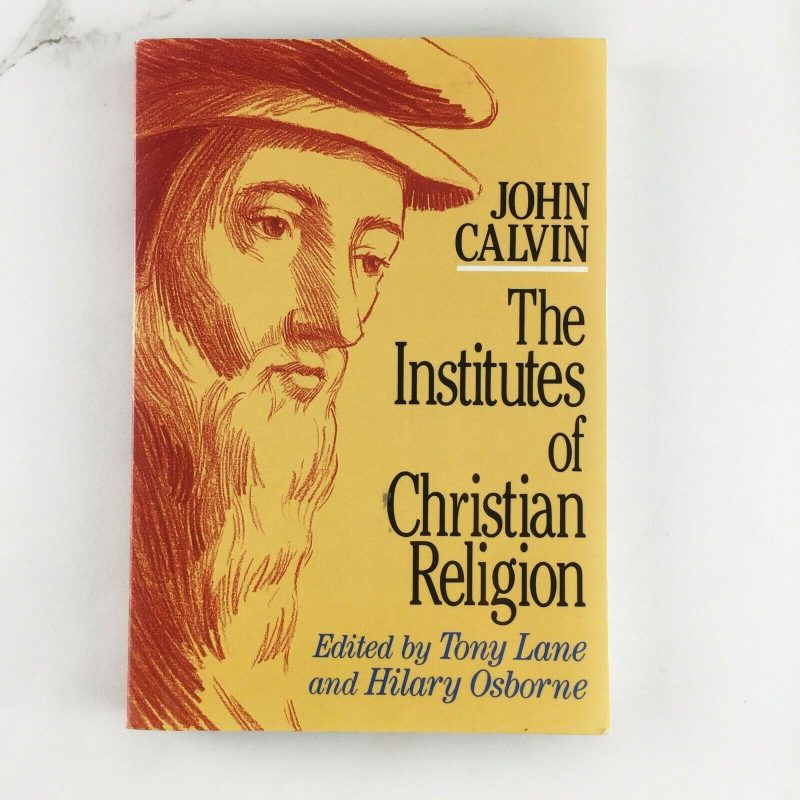 JOHN
CALVIN
The
Institutes
of
Christian
Religion
Edited by Tony Lane
and Hilary Osborne